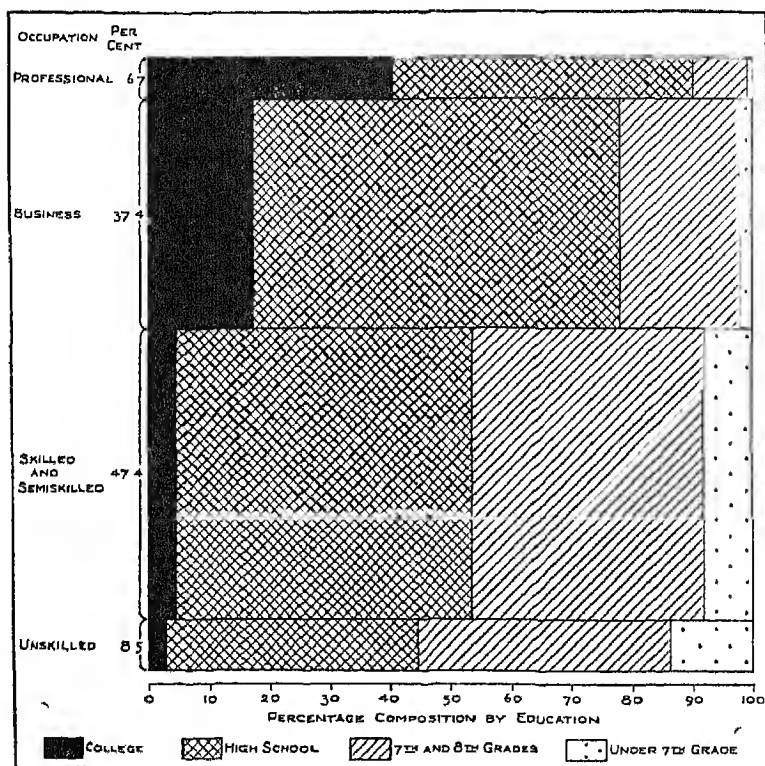 OCCUPATION PER CENT
PROFESSIONAL 6 7
BUSINESS 37 4
SKILLED AND SEMISKILLED 47 4
UNSKILLED 8 5
0 10 20 30 40 50 60 70 80 90 100
PERCENTAGE COMPOSITION BY EDUCATION
COLLEGE HIGH SCHOOL 7TH AND 8TH GRADES UNDER 7TH GRADE